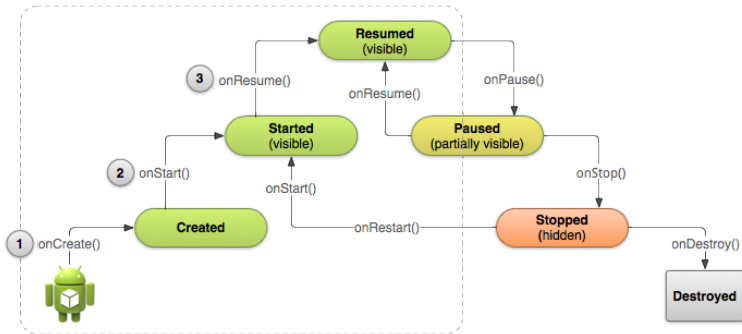 Resumed
(visible)
3
onResume()
onResume()
onPause()
Started
(visible)
Paused
(partially visible)
2
onStart()
onStart()
onStop()
1
onCreate()
Created
onRestart()
Stopped
(hidden)
onDestroy()
Destroyed